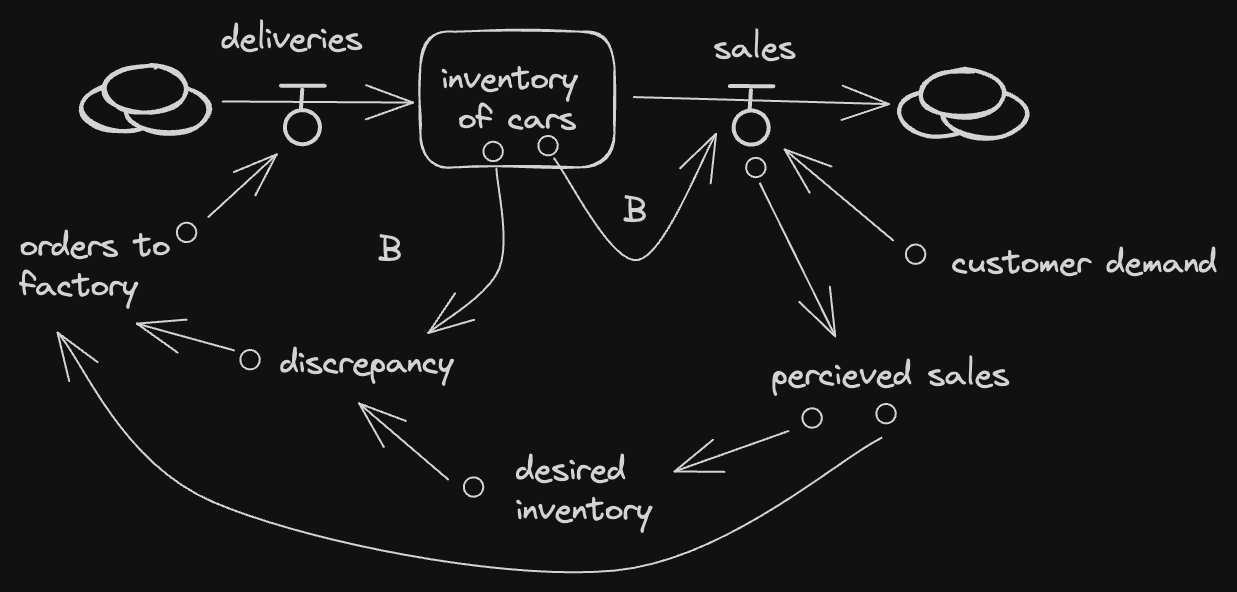 deliveries
sales
inventory
of cars
B
B
orders to
factory
customer demand
discrepancy
percieved sales
desired
inventory